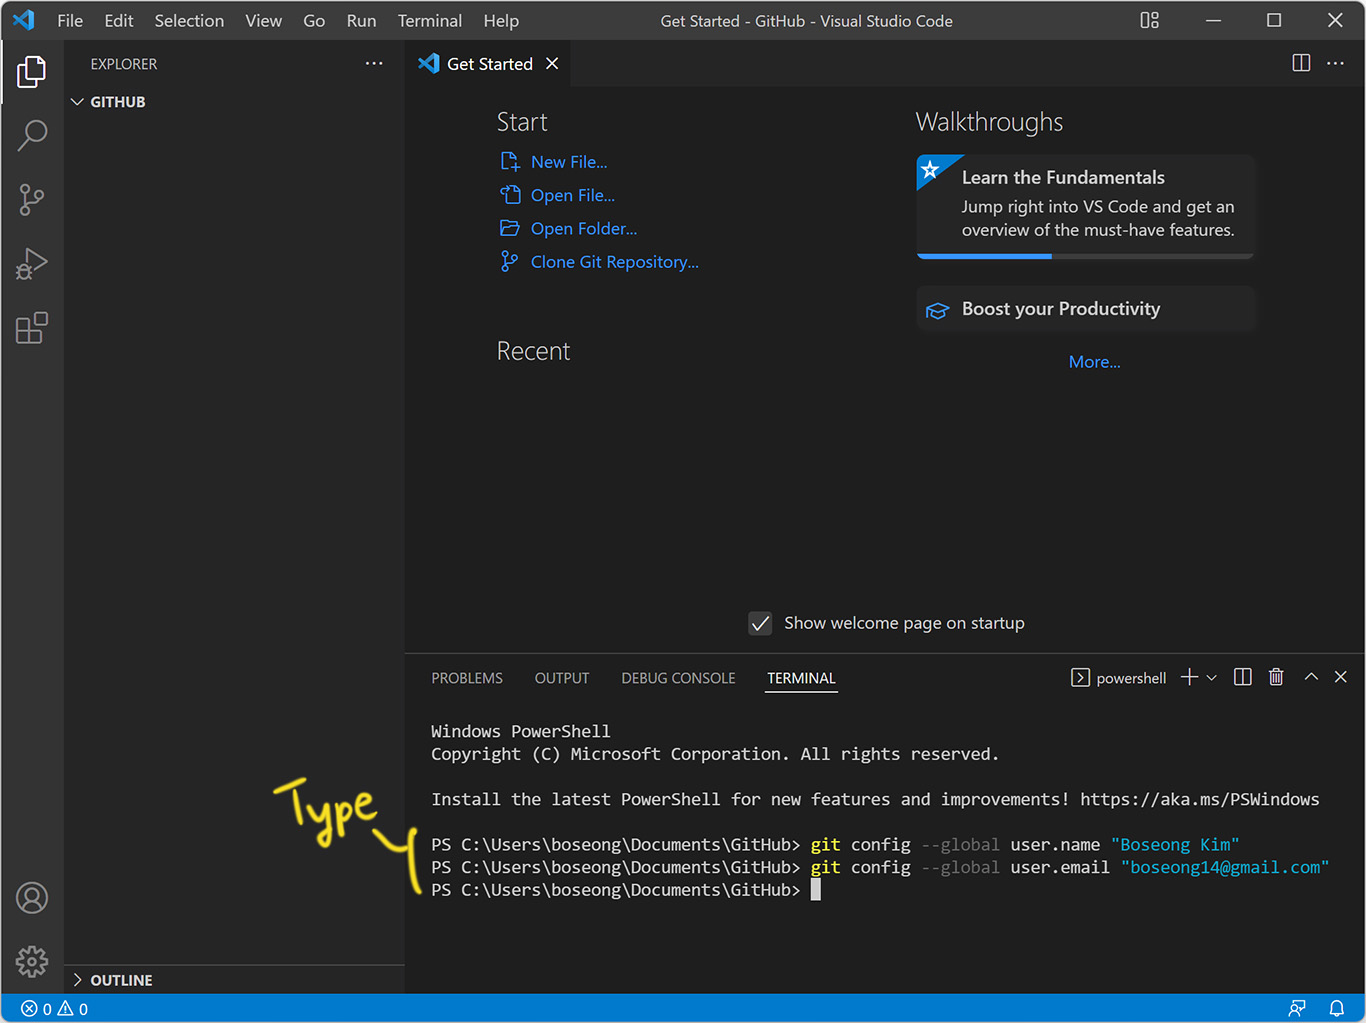 File Edit Selection View Go Run Terminal Help
Get Started - GitHub - Visual Studio Code
EXPLORER
GITHUB
Get Started
Start
New File...
Open File...
Open Folder...
Clone Git Repository...
Recent
Walkthroughs
Learn the Fundamentals
Jump right into VS Code and get an
overview of the must-have features.
Boost your Productivity
More...
Show welcome page on startup
PROBLEMS OUTPUT DEBUG CONSOLE TERMINAL
powershell
Windows PowerShell
Copyright (C) Microsoft Corporation. All rights reserved.
Install the latest PowerShell for new features and improvements! https://aka.ms/PSWindows
Type
PS C:\Users\boseong\Documents\GitHub> git config --global user.name "Boseong Kim"
PS C:\Users\boseong\Documents\GitHub> git config --global user.email "boseong14@gmail.com"
PS C:\Users\boseong\Documents\GitHub>
OUTLINE
0 0